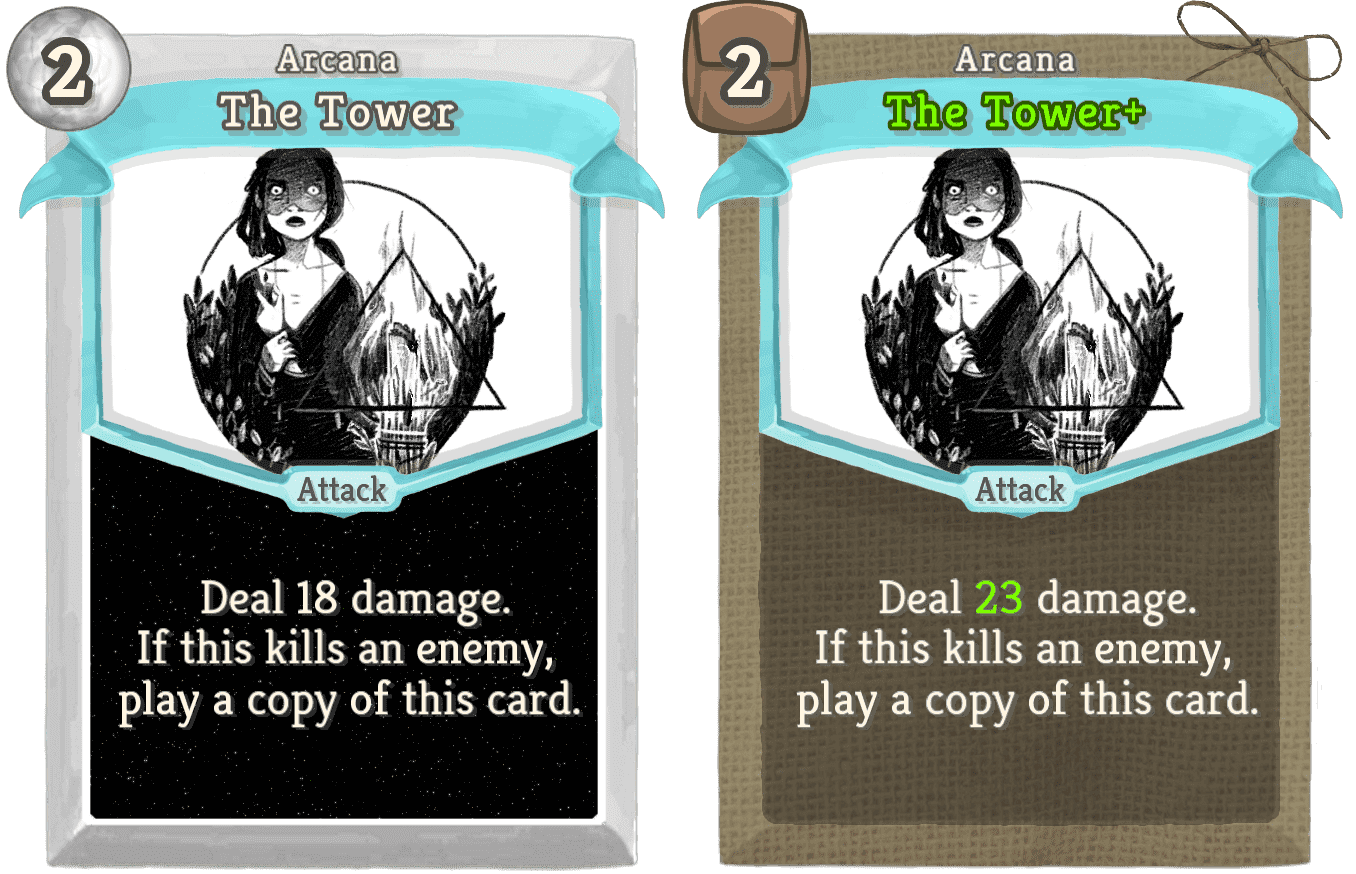 2
Arcana
The Tower
Attack
Deal 18 damage.
If this kills an enemy,
play a copy of this card.
2
Arcana
The Tower+
Attack
Deal 23 damage.
If this kills an enemy,
play a copy of this card.